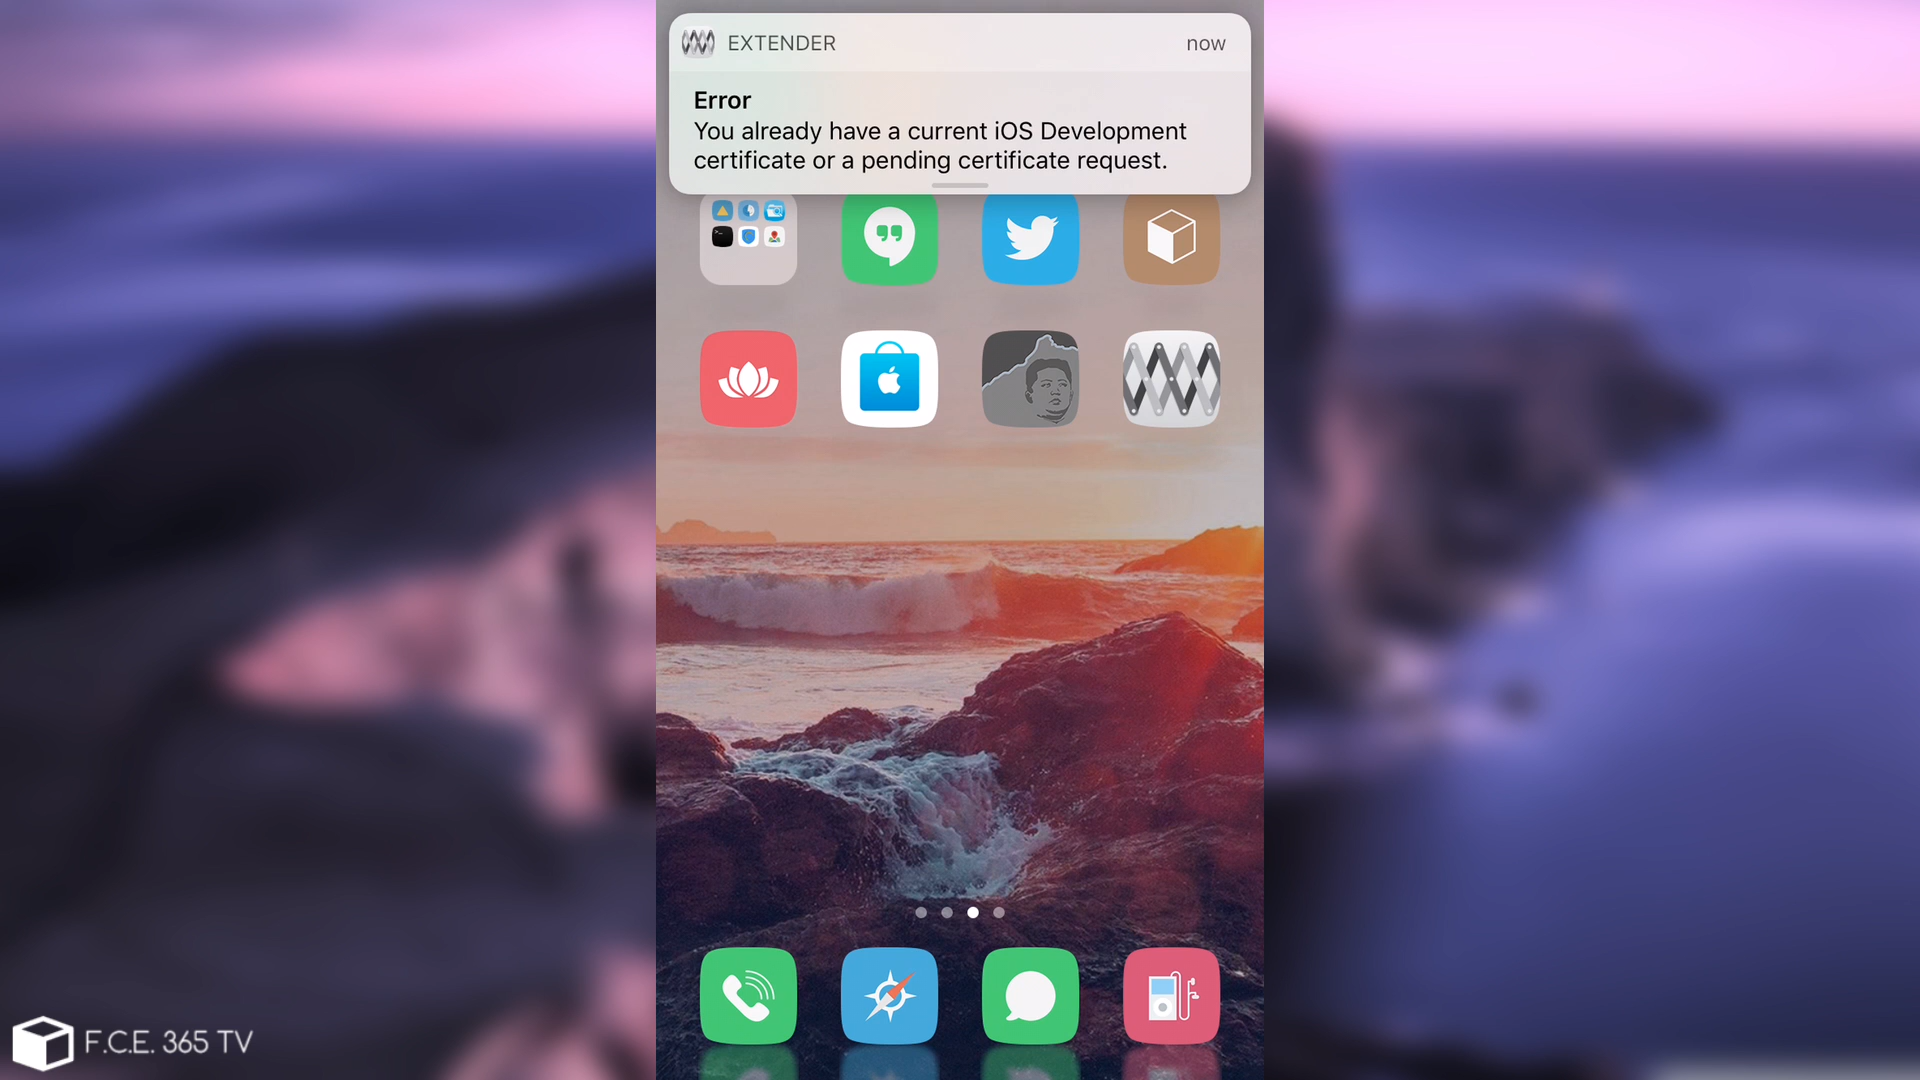 EXTENDER
now
Error
You already have a current iOS Development
certificate or a pending certificate request.
F.C.E. 365 TV